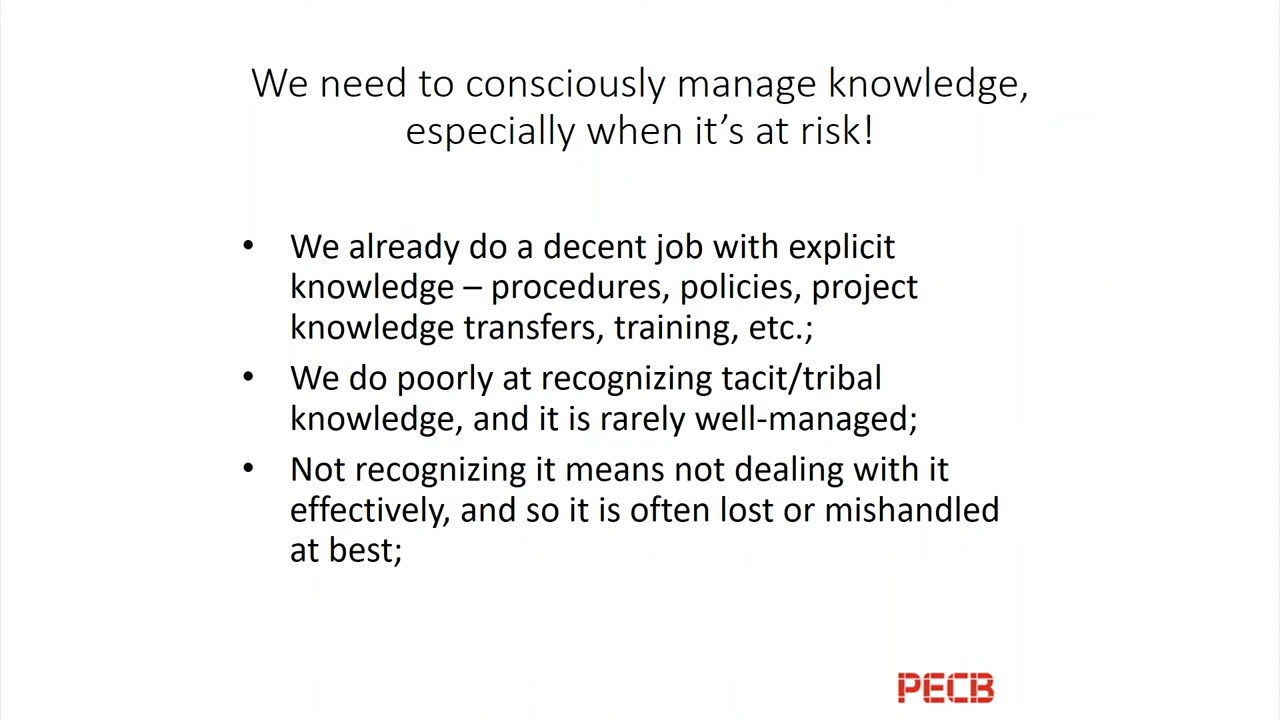 We need to consciously manage knowledge,
especially when it’s at risk!
• We already do a decent job with explicit
knowledge – procedures, policies, project
knowledge transfers, training, etc.;
• We do poorly at recognizing tacit/tribal
knowledge, and it is rarely well-managed;
• Not recognizing it means not dealing with it
effectively, and so it is often lost or mishandled
at best;
PECB